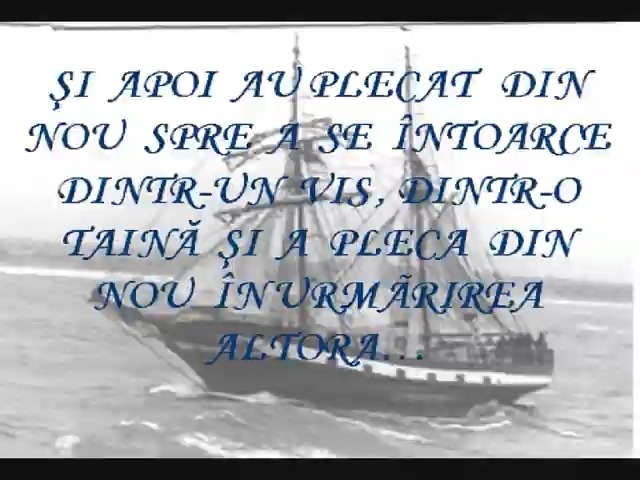 ŞI APOI AU PLECAT DIN
NOU SPRE A SE ÎNTOARCE
DINTR-UN VIS, DINTR-O
TAINĂ ŞI A PLECA DIN
NOU ÎN URMÃRIREA
ALTORA...